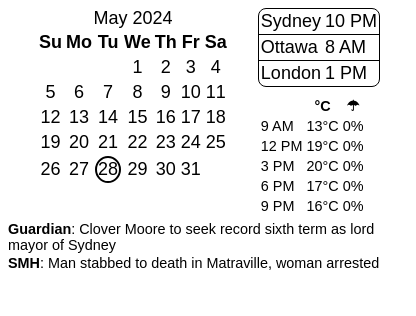 May 2024
Su Mo Tu We Th Fr Sa
1 2 3 4
5 6 7 8 9 10 11
12 13 14 15 16 17 18
19 20 21 22 23 24 25
26 27 28 29 30 31
Sydney 10 PM
Ottawa 8 AM
London 1 PM
°C ☂
9 AM 13°C 0%
12 PM 19°C 0%
3 PM 20°C 0%
6 PM 17°C 0%
9 PM 16°C 0%
Guardian: Clover Moore to seek record sixth term as lord
mayor of Sydney
SMH: Man stabbed to death in Matraville, woman arrested